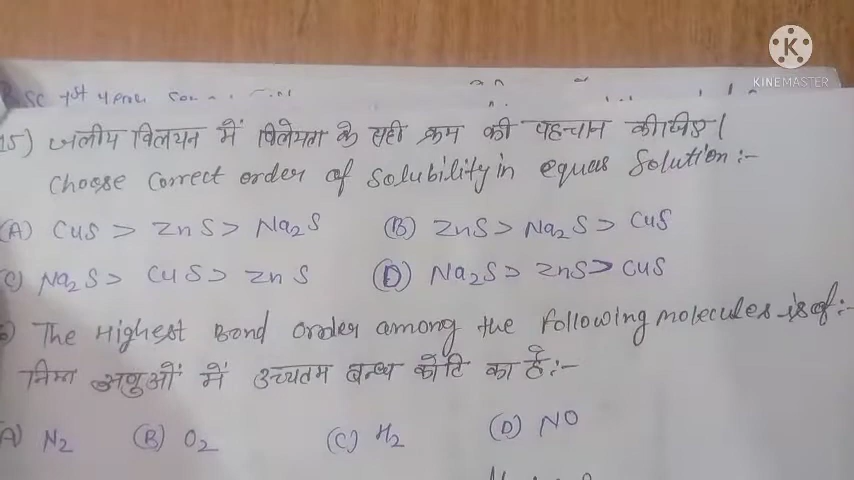 K
KINEMASTER
Sc 1st
15) जलीय विलयन में विलेयता के सही क्रम की पहचान कीजिए।
Choose correct order of solubility in equas Solution:-
(A) CuS > ZnS > Na2S (B) ZnS > Na2S > CuS
(C) Na2S > CuS > ZnS (D) Na2S > ZnS > CuS
The Highest Bond order among the following molecules is of:-
निम्न अणुओं में उच्चतम बन्ध कोटि का है:-
(A) N2 (B) O2 (C) H2 (D) NO